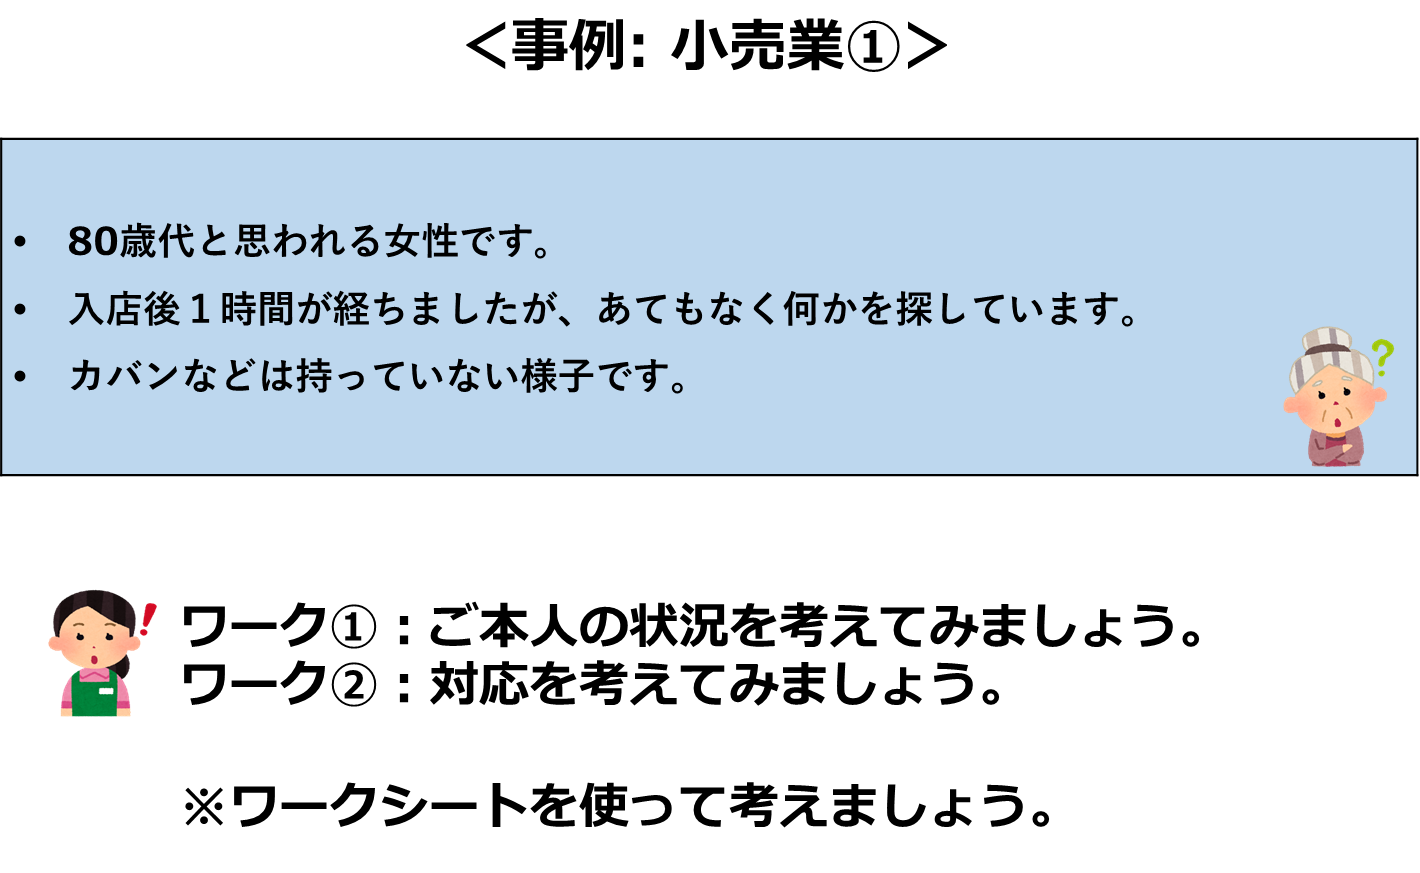 ＜事例: 小売業①＞
• 80歳代と思われる女性です。
• 入店後１時間が経ちましたが、あてもなく何かを探しています。
• カバンなどは持っていない様子です。
?
!
ワーク①：ご本人の状況を考えてみましょう。
ワーク②：対応を考えてみましょう。
※ワークシートを使って考えましょう。